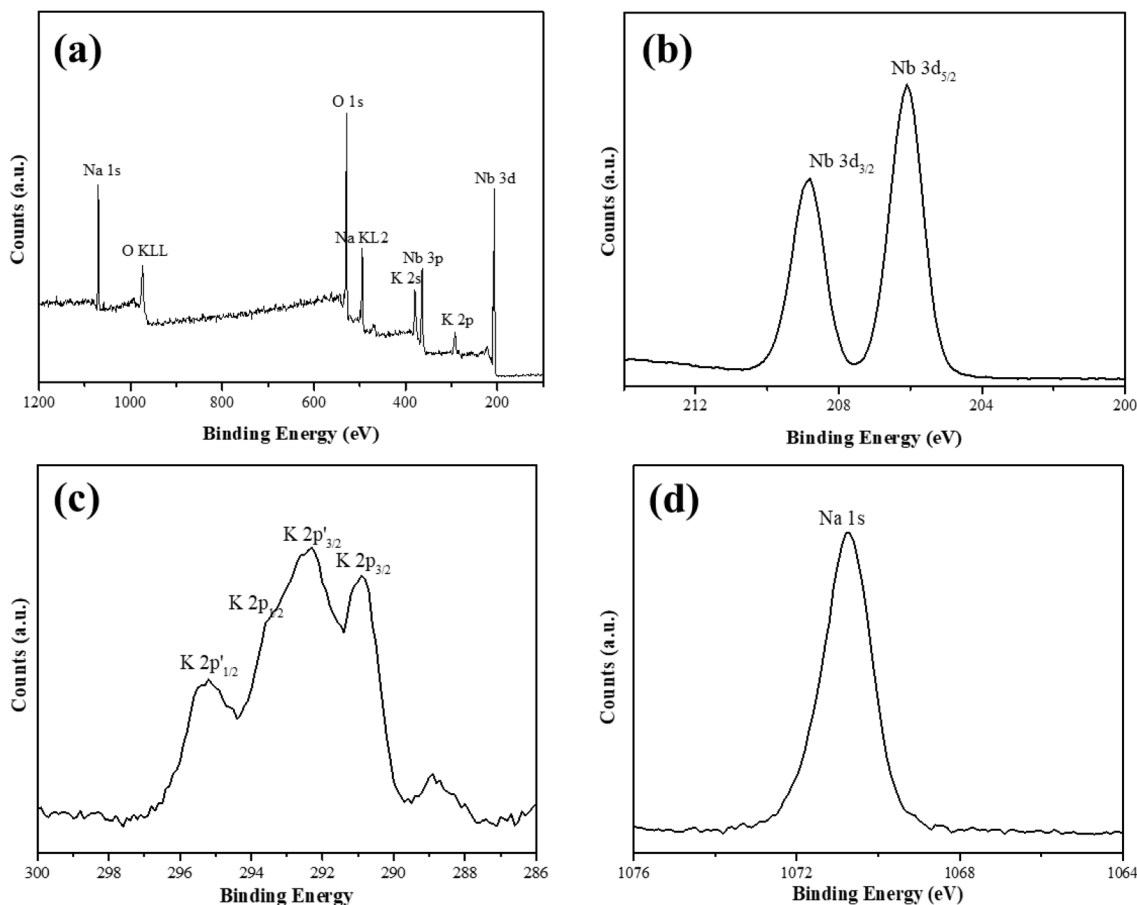 (a)
O 1s
Na 1s
Nb 3d
O KLL
Na KL2
Nb 3p
K 2s
K 2p
Counts (a.u.)
1200 1000 800 600 400 200
Binding Energy (eV)
(b)
Nb 3d5/2
Nb 3d3/2
Counts (a.u.)
212 208 204 200
Binding Energy (eV)
(c)
K 2p'3/2
K 2p3/2
K 2p1/2
K 2p'1/2
Counts (a.u.)
300 296 295 293 292 291 290 288 286
Binding Energy
(d)
Na 1s
Counts (a.u.)
1076 1072 1068 1064
Binding Energy (eV)